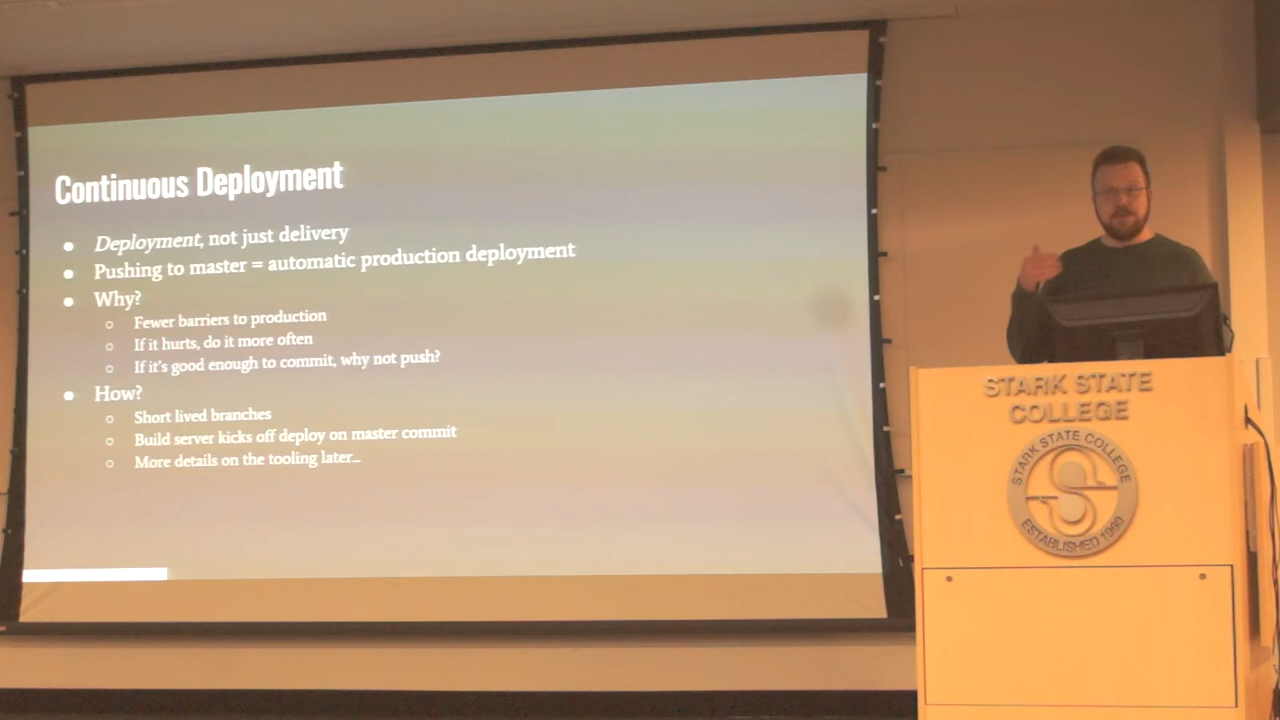 Continuous Deployment
● Deployment, not just delivery
● Pushing to master = automatic production deployment
● Why?
○ Fewer barriers to production
○ If it hurts, do it more often
○ If it's good enough to commit, why not push?
● How?
○ Short lived branches
○ Build server kicks off deploy on master commit
○ More details on the tooling later...
STARK STATE
COLLEGE
STARK STATE COLLEGE
ESTABLISHED 1960